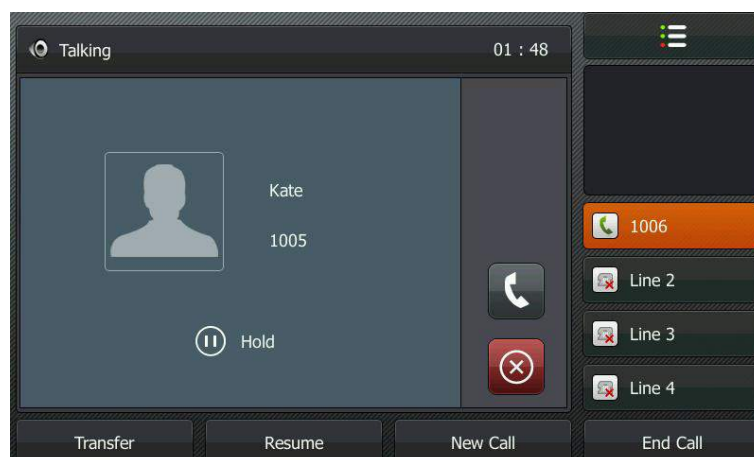 Talking
01 : 48
Kate
1005
Hold
1006
Line 2
Line 3
Line 4
Transfer
Resume
New Call
End Call